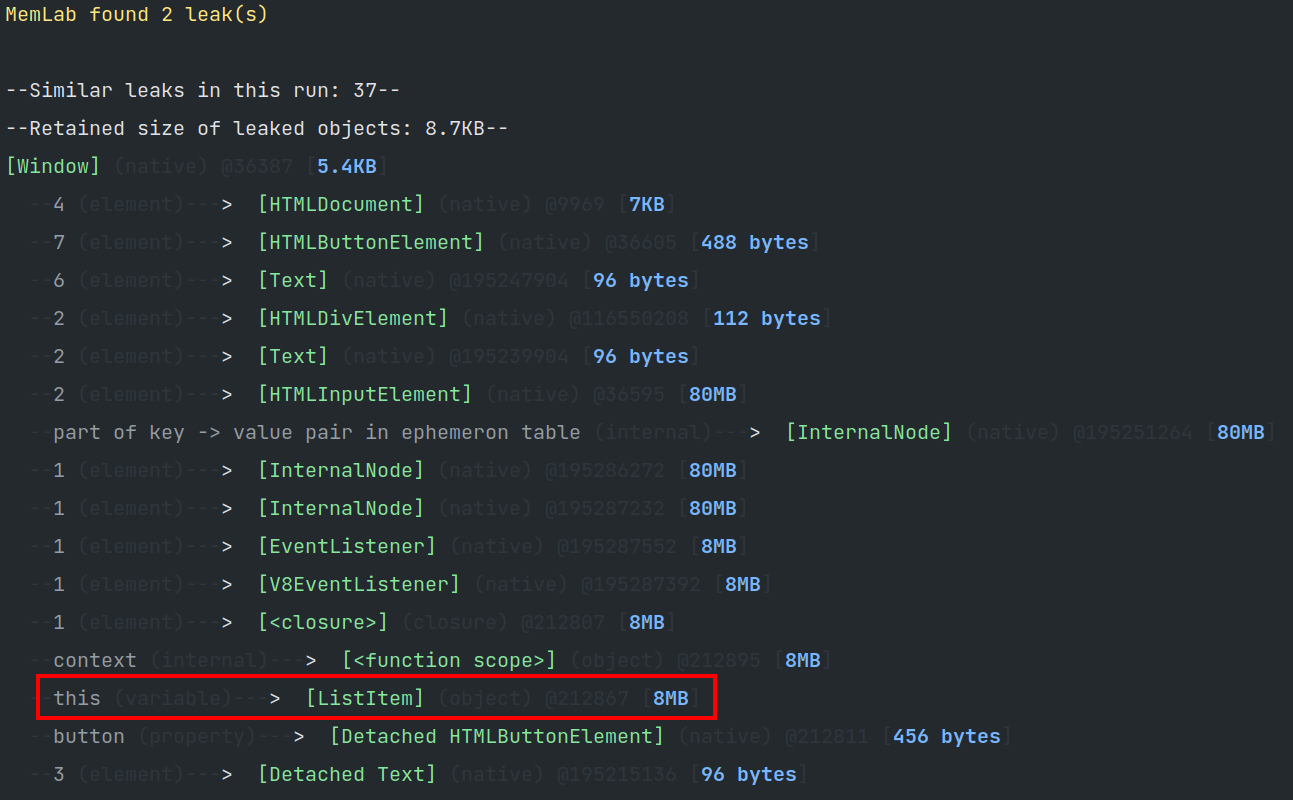 MemLab found 2 leak(s)
--Similar leaks in this run: 37--
--Retained size of leaked objects: 8.7KB--
[Window] (native) @36387 [5.4KB]
--4 (element)---> [HTMLDocument] (native) @9969 [7KB]
--7 (element)---> [HTMLButtonElement] (native) @36605 [488 bytes]
--6 (element)---> [Text] (native) @195247904 [96 bytes]
--2 (element)---> [HTMLDivElement] (native) @116550208 [112 bytes]
--2 (element)---> [Text] (native) @195239904 [96 bytes]
--2 (element)---> [HTMLInputElement] (native) @36595 [80MB]
--part of key -> value pair in ephemeron table (internal)---> [InternalNode] (native) @195251264 [80MB]
--1 (element)---> [InternalNode] (native) @195286272 [80MB]
--1 (element)---> [InternalNode] (native) @195287232 [80MB]
--1 (element)---> [EventListener] (native) @195287552 [8MB]
--1 (element)---> [V8EventListener] (native) @195287392 [8MB]
--1 (element)---> [<closure>] (closure) @212807 [8MB]
--context (internal)---> [<function scope>] (object) @212895 [8MB]
--this (variable)---> [ListItem] (object) @212867 [8MB]
--button (property)---> [Detached HTMLButtonElement] (native) @212811 [456 bytes]
--3 (element)---> [Detached Text] (native) @195215136 [96 bytes]